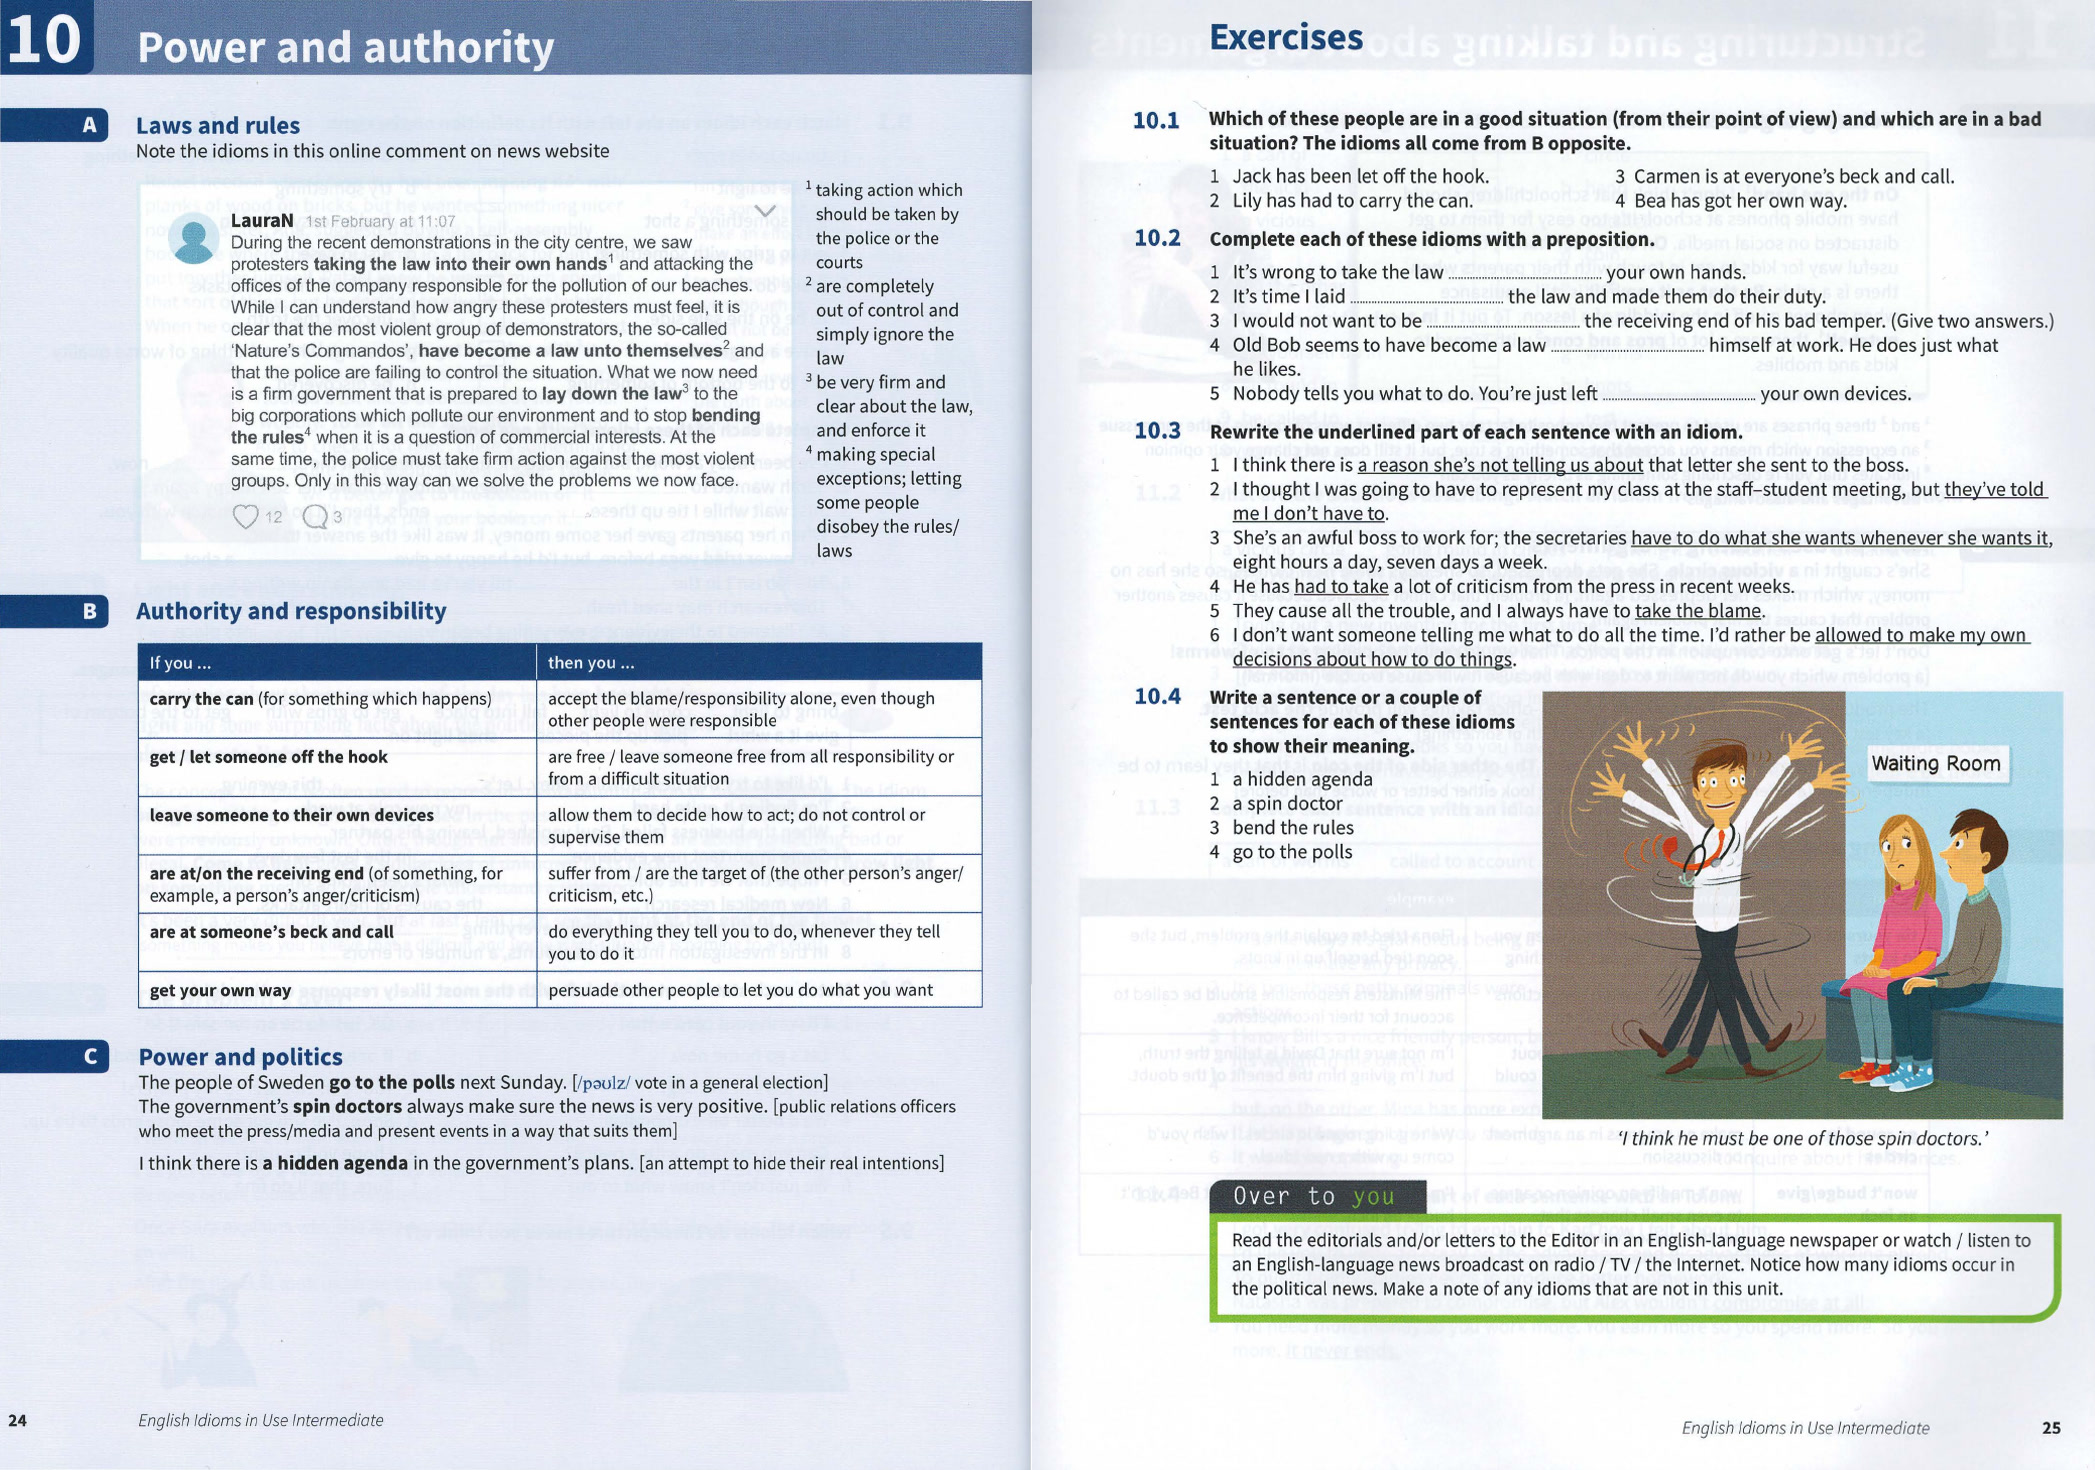 10 Power and authority
A Laws and rules
Note the idioms in this online comment on news website
LauraN 1st February at 11:07
During the recent demonstrations in the city centre, we saw
protesters taking the law into their own hands¹ and attacking the
offices of the company responsible for the pollution of our beaches.
While I can understand how angry these protesters must feel, it is
clear that the most violent group of demonstrators, the so-called
‘Nature’s Commandos’, have become a law unto themselves² and
that the police are failing to control the situation. What we now need
is a firm government that is prepared to lay down the law³ to the
big corporations which pollute our environment and to stop bending
the rules⁴ when it is a question of commercial interests. At the
same time, the police must take firm action against the most violent
groups. Only in this way can we solve the problems we now face.
12 3
¹ taking action which
should be taken by
the police or the
courts
² are completely
out of control and
simply ignore the
law
³ be very firm and
clear about the law,
and enforce it
⁴ making special
exceptions; letting
some people
disobey the rules/
laws
B Authority and responsibility
If you ... then you ...
carry the can (for something which happens) accept the blame/responsibility alone, even though
other people were responsible
get / let someone off the hook are free / leave someone free from all responsibility or
from a difficult situation
leave someone to their own devices allow them to decide how to act; do not control or
supervise them
are at/on the receiving end (of something, for suffer from / are the target of (the other person’s anger/
example, a person’s anger/criticism) criticism, etc.)
are at someone’s beck and call do everything they tell you to do, whenever they tell
you to do it
get your own way persuade other people to let you do what you want
C Power and politics
The people of Sweden go to the polls next Sunday. [/pəʊlz/ vote in a general election]
The government’s spin doctors always make sure the news is very positive. [public relations officers
who meet the press/media and present events in a way that suits them]
I think there is a hidden agenda in the government’s plans. [an attempt to hide their real intentions]
24 English Idioms in Use Intermediate
Exercises
10.1 Which of these people are in a good situation (from their point of view) and which are in a bad
situation? The idioms all come from B opposite.
1 Jack has been let off the hook. 3 Carmen is at everyone’s beck and call.
2 Lily has had to carry the can. 4 Bea has got her own way.
10.2 Complete each of these idioms with a preposition.
1 It’s wrong to take the law .................... your own hands.
2 It’s time I laid .................... the law and made them do their duty.
3 I would not want to be .................... the receiving end of his bad temper. (Give two answers.)
4 Old Bob seems to have become a law .................... himself at work. He does just what
he likes.
5 Nobody tells you what to do. You’re just left .................... your own devices.
10.3 Rewrite the underlined part of each sentence with an idiom.
1 I think there is a reason she’s not telling us about that letter she sent to the boss.
2 I thought I was going to have to represent my class at the staff-student meeting, but they’ve told
me I don’t have to.
3 She’s an awful boss to work for; the secretaries have to do what she wants whenever she wants it,
eight hours a day, seven days a week.
4 He has had to take a lot of criticism from the press in recent weeks.
5 They cause all the trouble, and I always have to take the blame.
6 I don’t want someone telling me what to do all the time. I’d rather be allowed to make my own
decisions about how to do things.
10.4 Write a sentence or a couple of
sentences for each of these idioms
to show their meaning.
1 a hidden agenda
2 a spin doctor
3 bend the rules
4 go to the polls
Waiting Room
‘I think he must be one of those spin doctors.’
Over to you
Read the editorials and/or letters to the Editor in an English-language newspaper or watch / listen to
an English-language news broadcast on radio / TV / the Internet. Notice how many idioms occur in
the political news. Make a note of any idioms that are not in this unit.
English Idioms in Use Intermediate 25